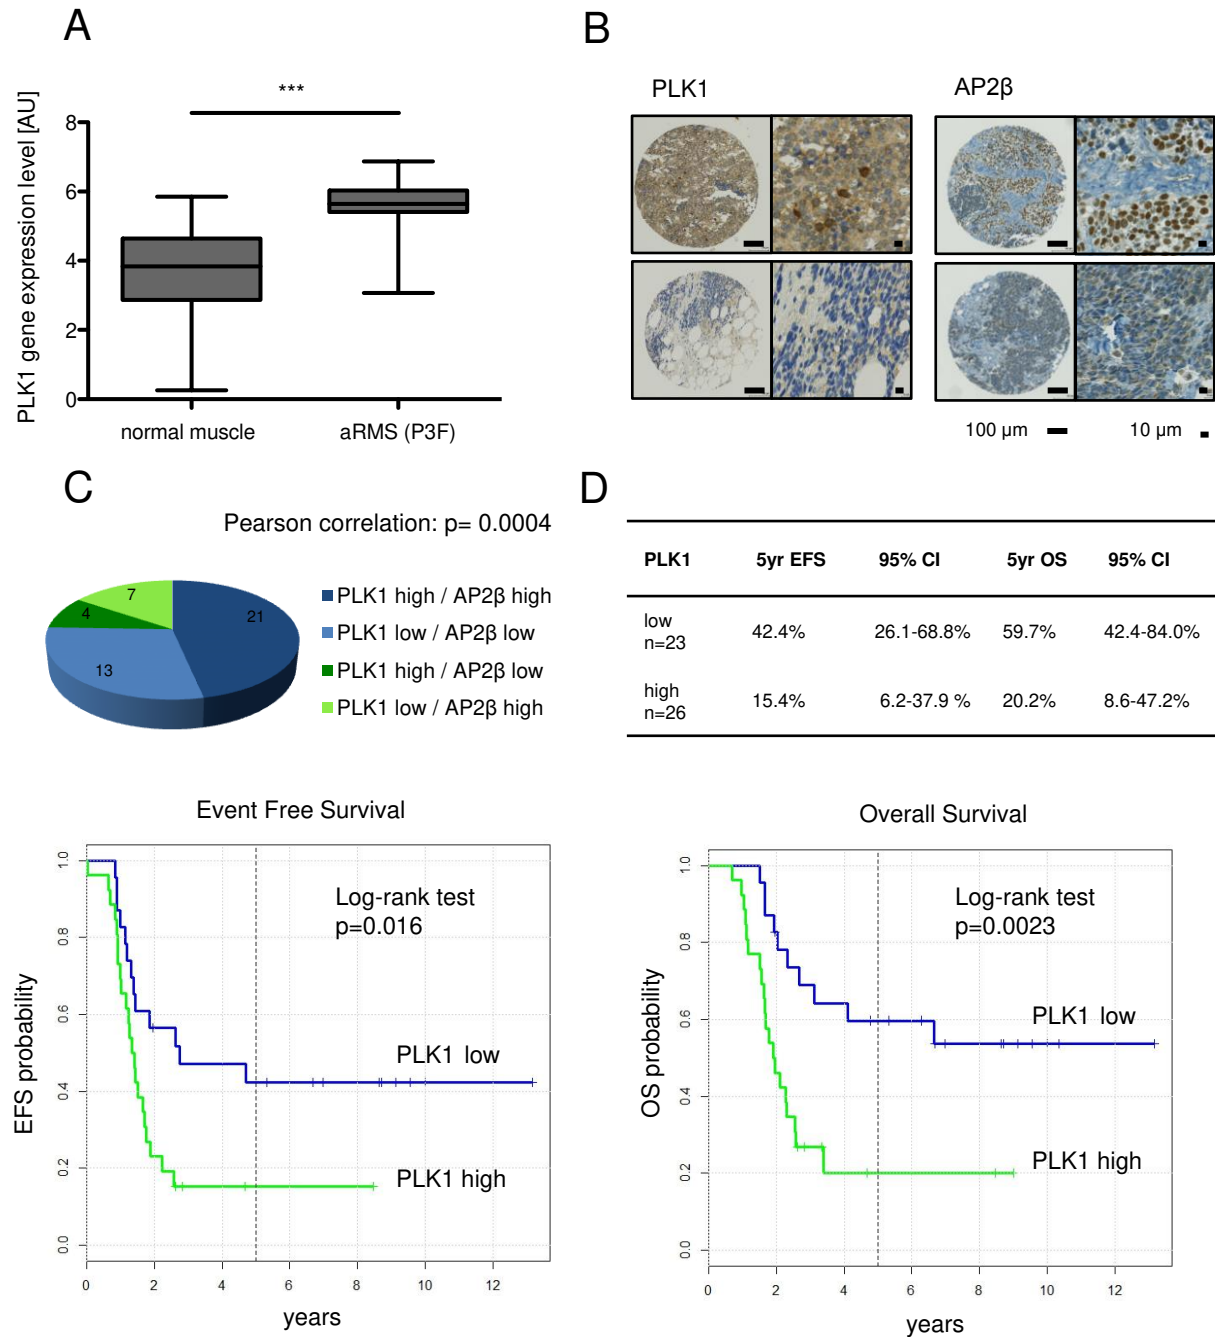 A
***
PLK1 gene expression level [AU]
8
6
4
2
0
normal muscle
aRMS (P3F)
B
PLK1
AP2β
100 µm
10 µm
C
Pearson correlation: p= 0.0004
7
21
4
13
PLK1 high / AP2β high
PLK1 low / AP2β low
PLK1 high / AP2β low
PLK1 low / AP2β high
D
PLK1 5yr EFS 95% CI 5yr OS 95% CI
low
n=23 42.4% 26.1-68.8% 59.7% 42.4-84.0%
high
n=26 15.4% 6.2-37.9 % 20.2% 8.6-47.2%
Event Free Survival
EFS probability
1.0
0.8
0.6
0.4
0.2
0.0
Log-rank test
p=0.016
PLK1 low
PLK1 high
0 2 4 6 8 10 12
years
Overall Survival
OS probability
1.0
0.8
0.6
0.4
0.2
0.0
Log-rank test
p=0.0023
PLK1 low
PLK1 high
0 2 4 6 8 10 12
years